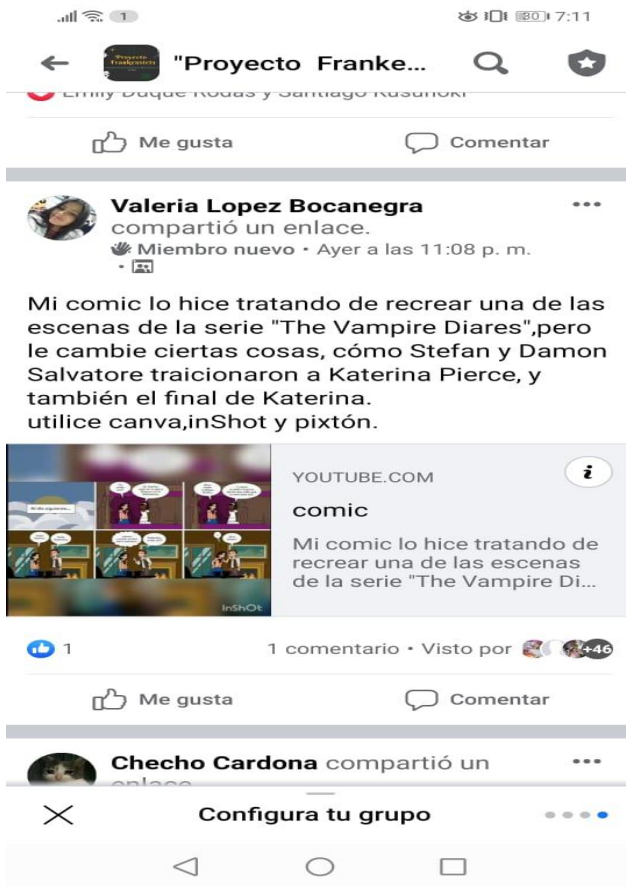 1
80 7:11
Proyecto
Frankenstein
"Proyecto Franke...
Emily Duque Rodas y Santiago Kusunoki
Me gusta
Comentar
Valeria Lopez Bocanegra
compartió un enlace.
Miembro nuevo • Ayer a las 11:08 p. m.
Mi comic lo hice tratando de recrear una de las
escenas de la serie "The Vampire Diares",pero
le cambie ciertas cosas, cómo Stefan y Damon
Salvatore traicionaron a Katerina Pierce, y
también el final de Katerina.
utilice canva,inShot y pixtón.
YOUTUBE.COM
comic
Mi comic lo hice tratando de
recrear una de las escenas
de la serie "The Vampire Di...
InShOt
1
1 comentario • Visto por +46
Me gusta
Comentar
Checho Cardona compartió un
enlace
Configura tu grupo